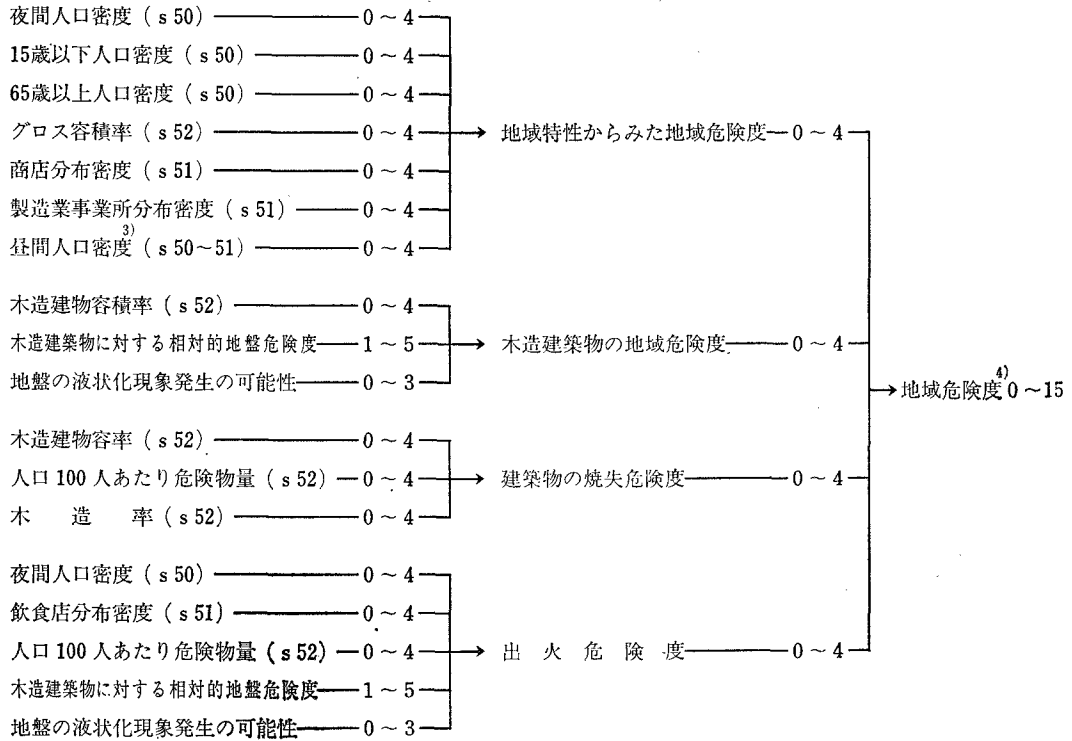 夜間人口密度 ( s 50) 0 ~ 4
15歳以下人口密度 ( s 50) 0 ~ 4
65歳以上人口密度 ( s 50) 0 ~ 4
グロス容積率 ( s 52) 0 ~ 4 → 地域特性からみた地域危険度 0 ~ 4
商店分布密度 ( s 51) 0 ~ 4
製造業事業所分布密度 ( s 51) 0 ~ 4
昼間人口密度3) ( s 50~51) 0 ~ 4
木造建物容積率 ( s 52) 0 ~ 4
木造建築物に対する相対的地盤危険度 1 ~ 5 → 木造建築物の地域危険度 0 ~ 4
地盤の液状化現象発生の可能性 0 ~ 3
→ 地域危険度4) 0 ~15
木造建物容率 ( s 52) 0 ~ 4
人口 100 人あたり危険物量 ( s 52) 0 ~ 4 → 建築物の焼失危険度 0 ~ 4
木 造 率 ( s 52) 0 ~ 4
夜間人口密度 ( s 50) 0 ~ 4
飲食店分布密度 ( s 51) 0 ~ 4
人口 100 人あたり危険物量 ( s 52) 0 ~ 4 → 出 火 危 険 度 0 ~ 4
木造建築物に対する相対的地盤危険度 1 ~ 5
地盤の液状化現象発生の可能性 0 ~ 3